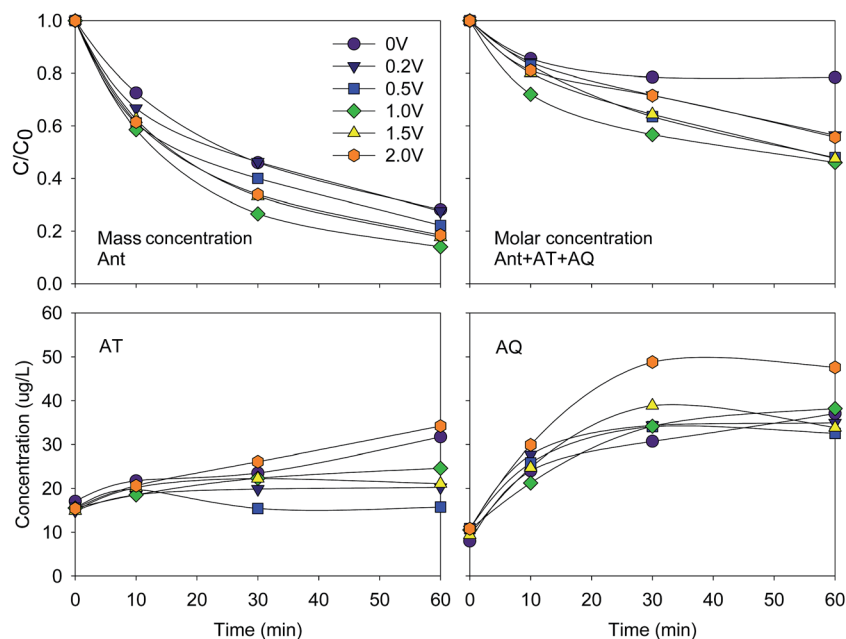 1.0
0.8
0.6
0.4
0.2
0.0
C/C0
0V
0.2V
0.5V
1.0V
1.5V
2.0V
Mass concentration
Ant
Molar concentration
Ant+AT+AQ
60
50
40
30
20
10
0
Concentration (ug/L)
AT
AQ
0 10 20 30 40 50 60
0 10 20 30 40 50 60
Time (min)
Time (min)